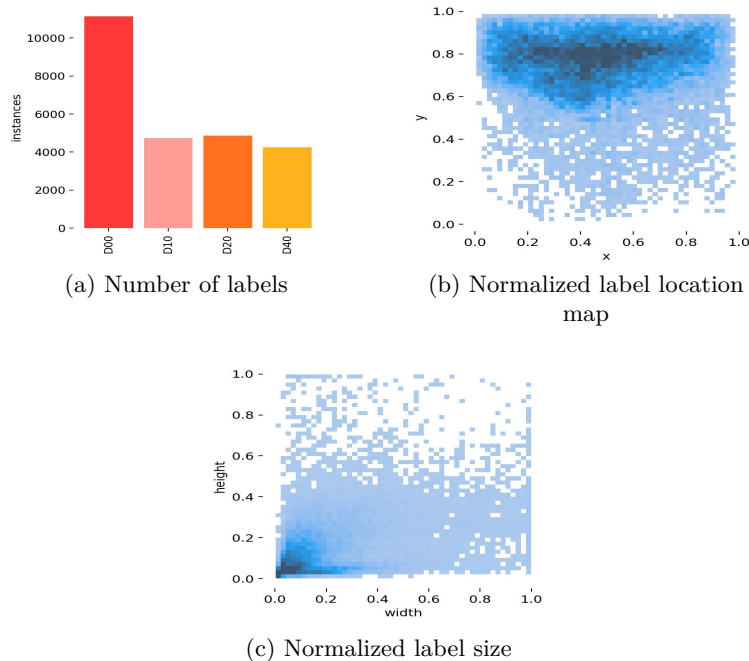 instances
10000
8000
6000
4000
2000
0
D00
D10
D20
D40
(a) Number of labels
y
1.0
0.8
0.6
0.4
0.2
0.0
0.0 0.2 0.4 0.6 0.8 1.0
x
(b) Normalized label location
map
height
1.0
0.8
0.6
0.4
0.2
0.0
0.0 0.2 0.4 0.6 0.8 1.0
width
(c) Normalized label size